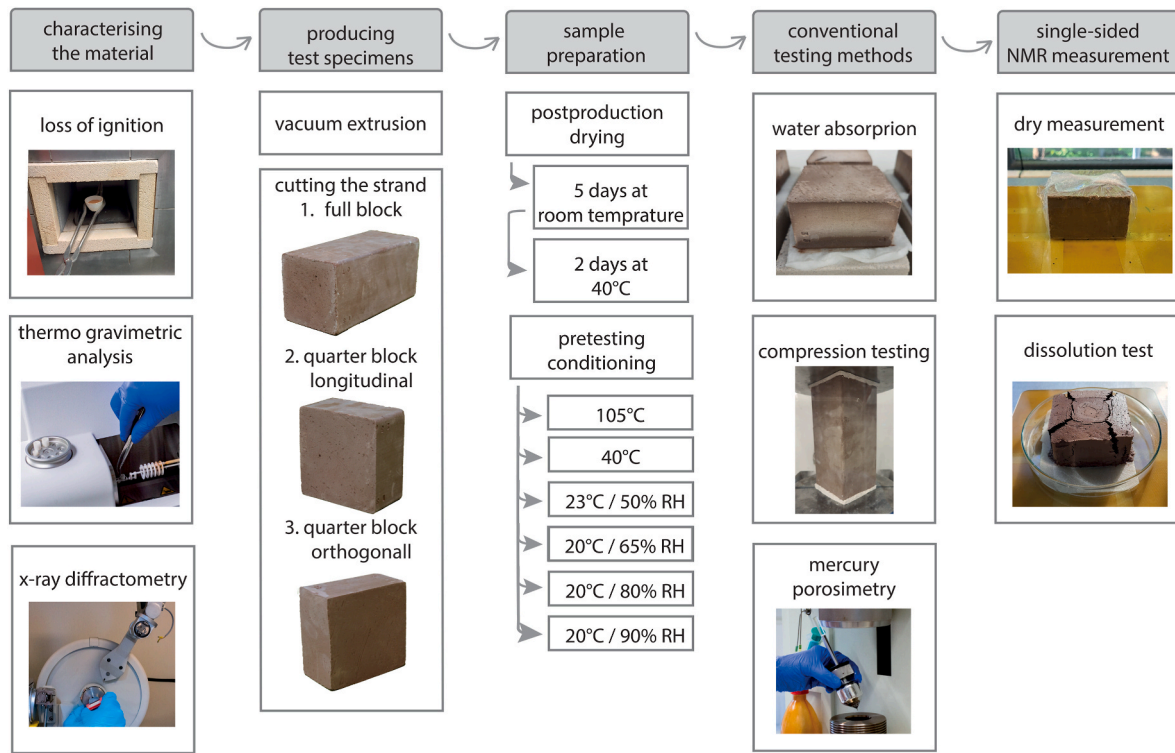 characterising
the material
producing
test specimens
sample
preparation
conventional
testing methods
single-sided
NMR measurement
loss of ignition
thermo gravimetric
analysis
x-ray diffractometry
vacuum extrusion
cutting the strand
1. full block
2. quarter block
longitudinal
3. quarter block
orthogonall
postproduction
drying
5 days at
room temprature
2 days at
40°C
pretesting
conditioning
105°C
40°C
23°C / 50% RH
20°C / 65% RH
20°C / 80% RH
20°C / 90% RH
water absorprion
compression testing
mercury
porosimetry
dry measurement
dissolution test